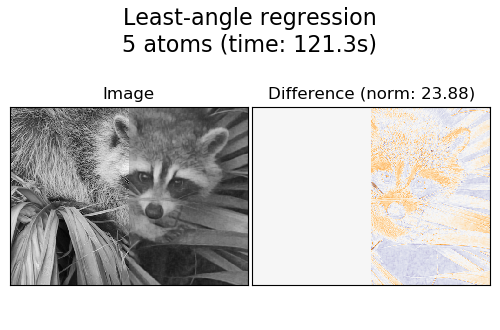 Least-angle regression
5 atoms (time: 121.3s)
Image
Difference (norm: 23.88)